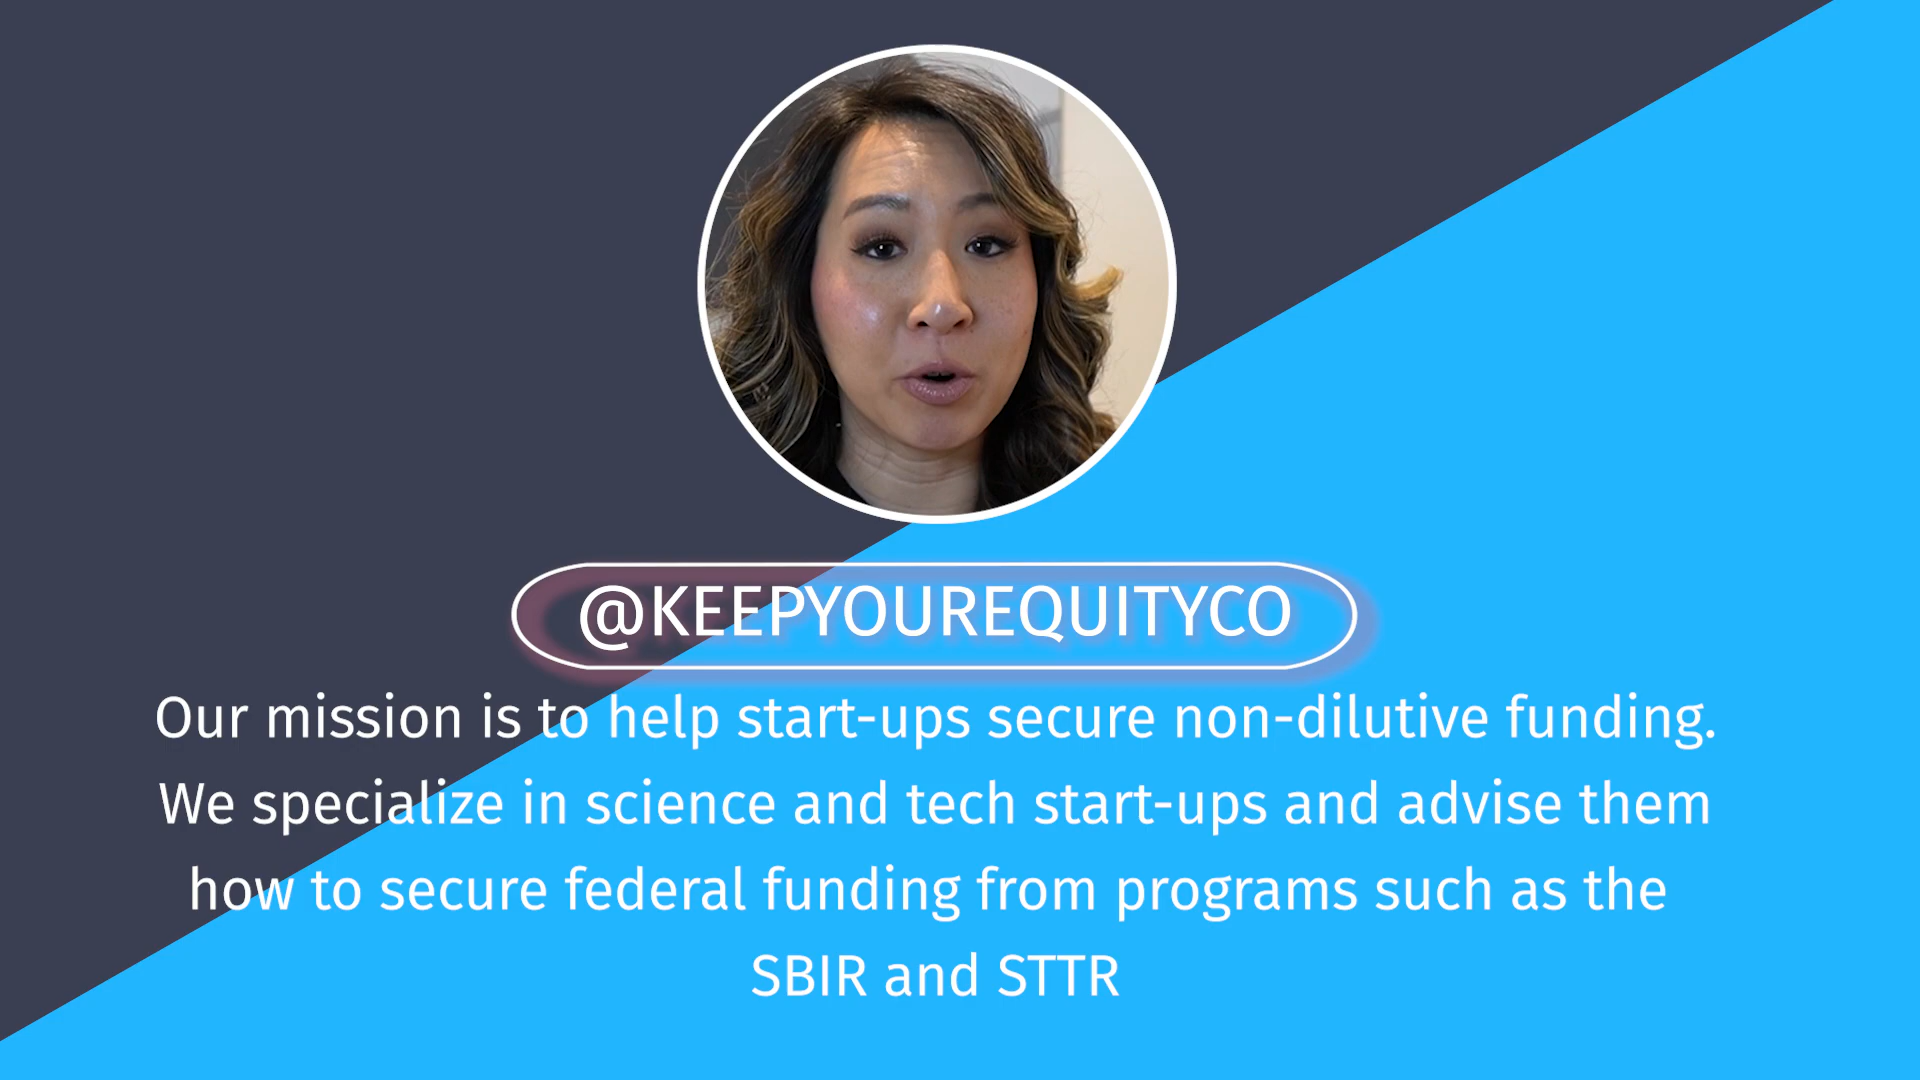 @KEEPYOUREQUITYCO
Our mission is to help start-ups secure non-dilutive funding.
We specialize in science and tech start-ups and advise them
how to secure federal funding from programs such as the
SBIR and STTR